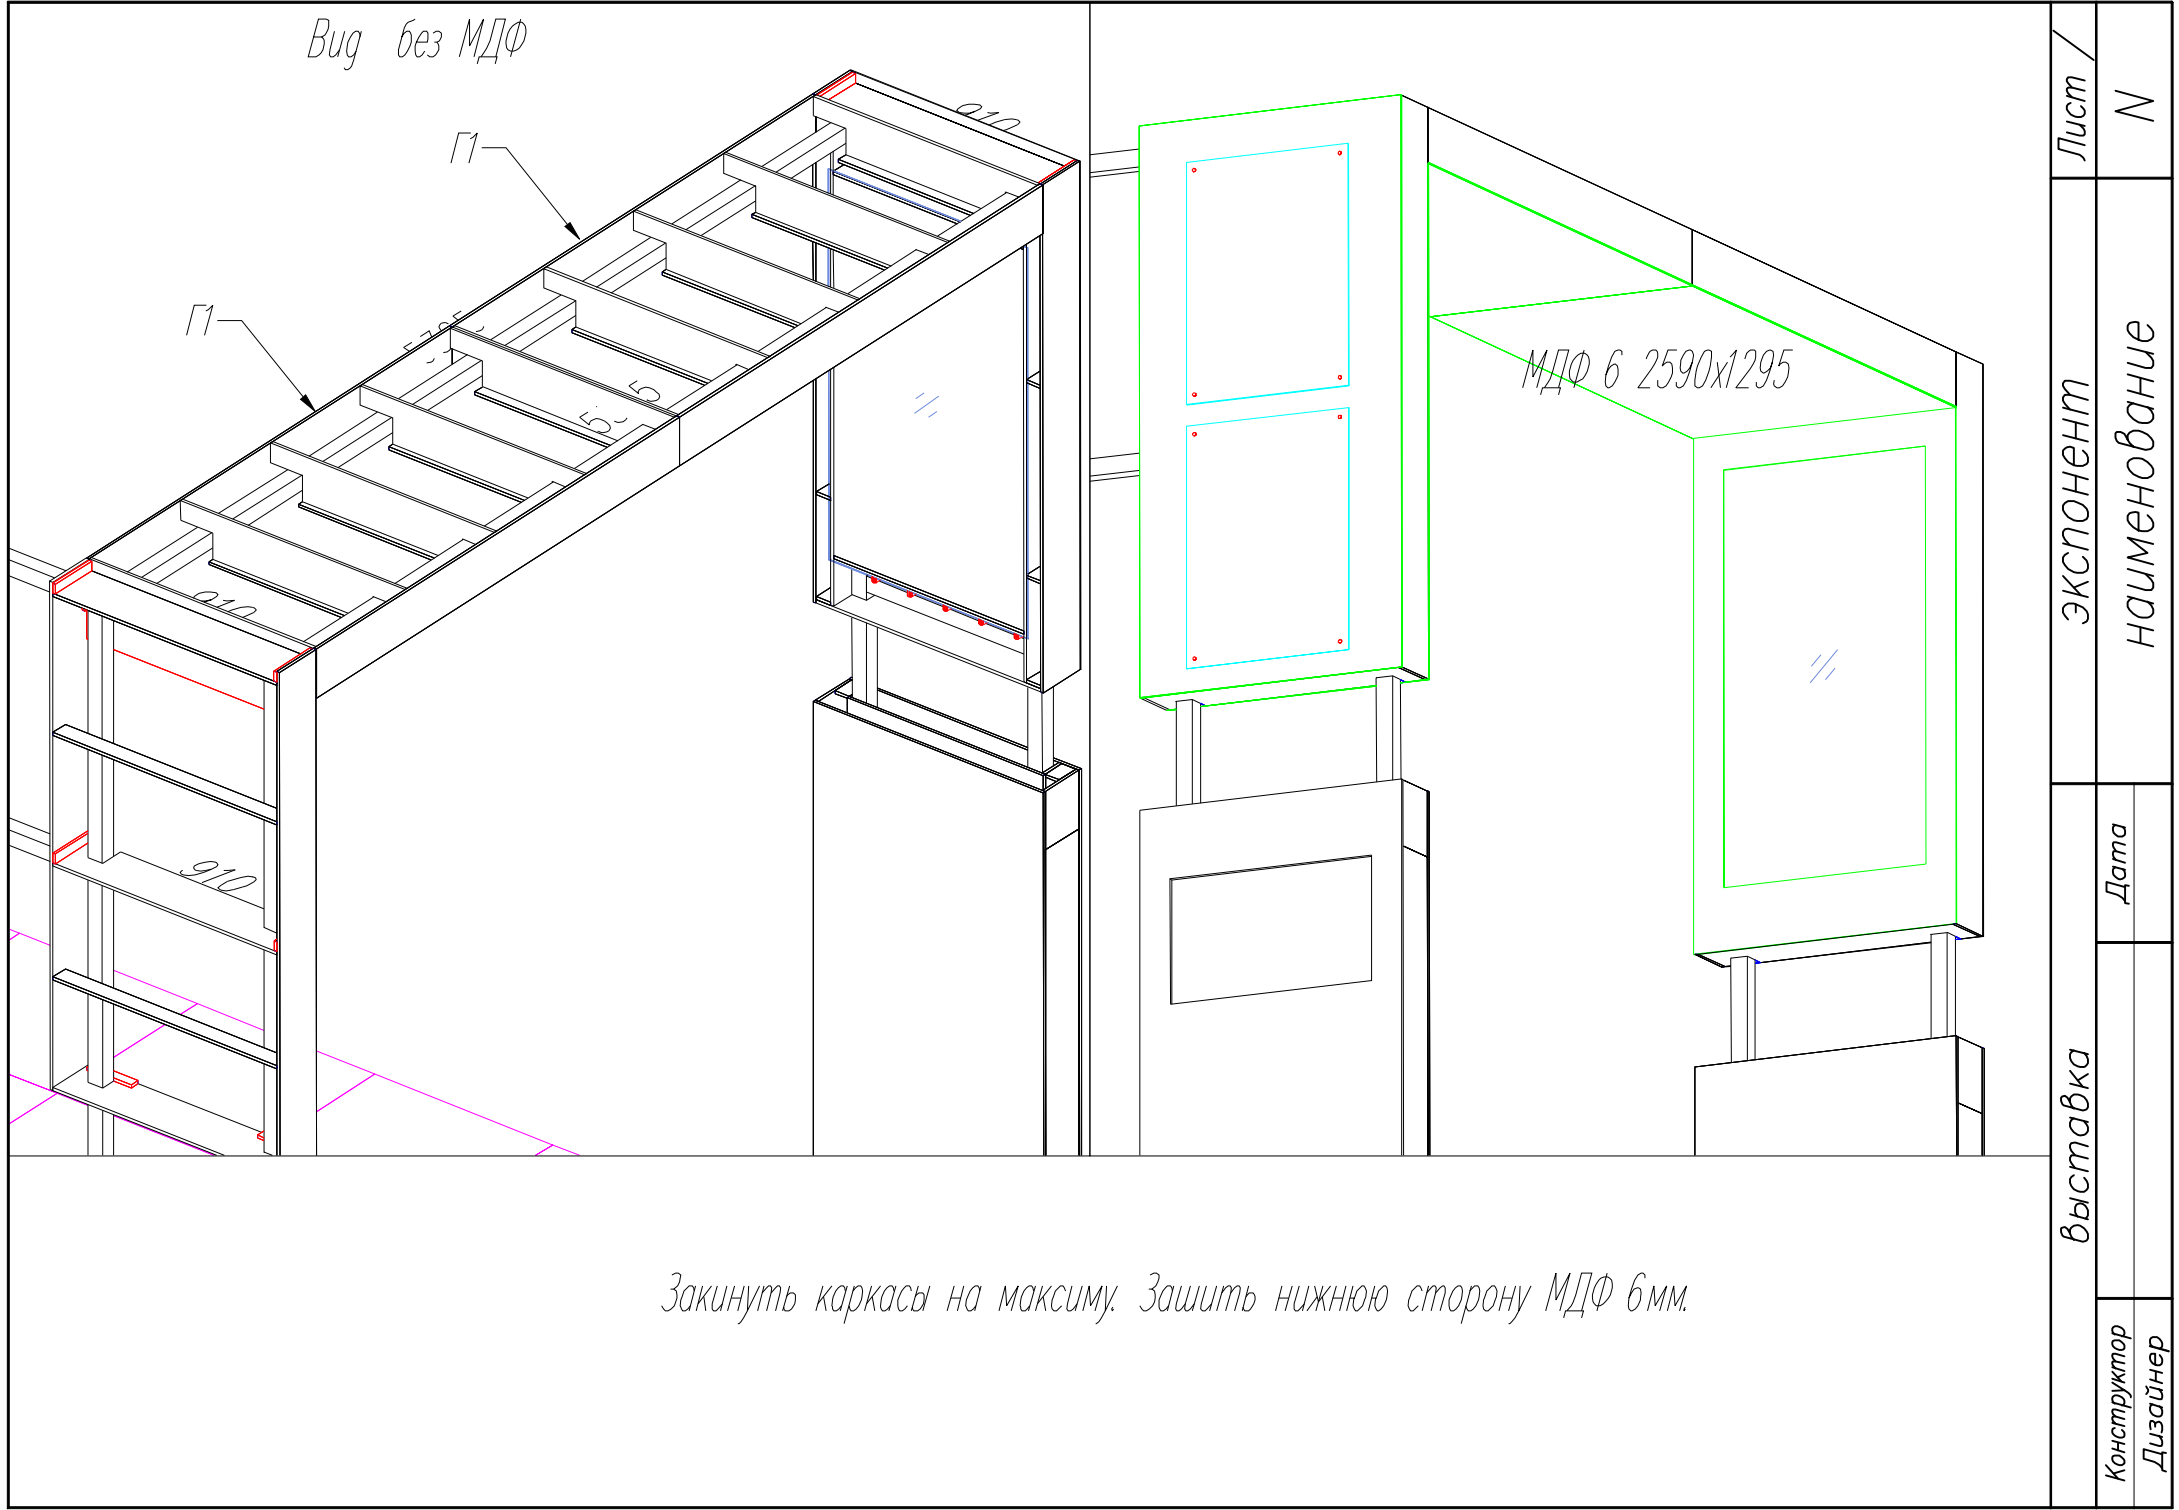 Вид без МДФ
910
Г1
Г1
МДФ 6 2590х1295
910
910
Закинуть каркасы на максиму. Зашить нижнюю сторону МДФ 6мм.
Лист /
N
экспонент
наименование
выставка
Дата
Конструктор
Дизайнер